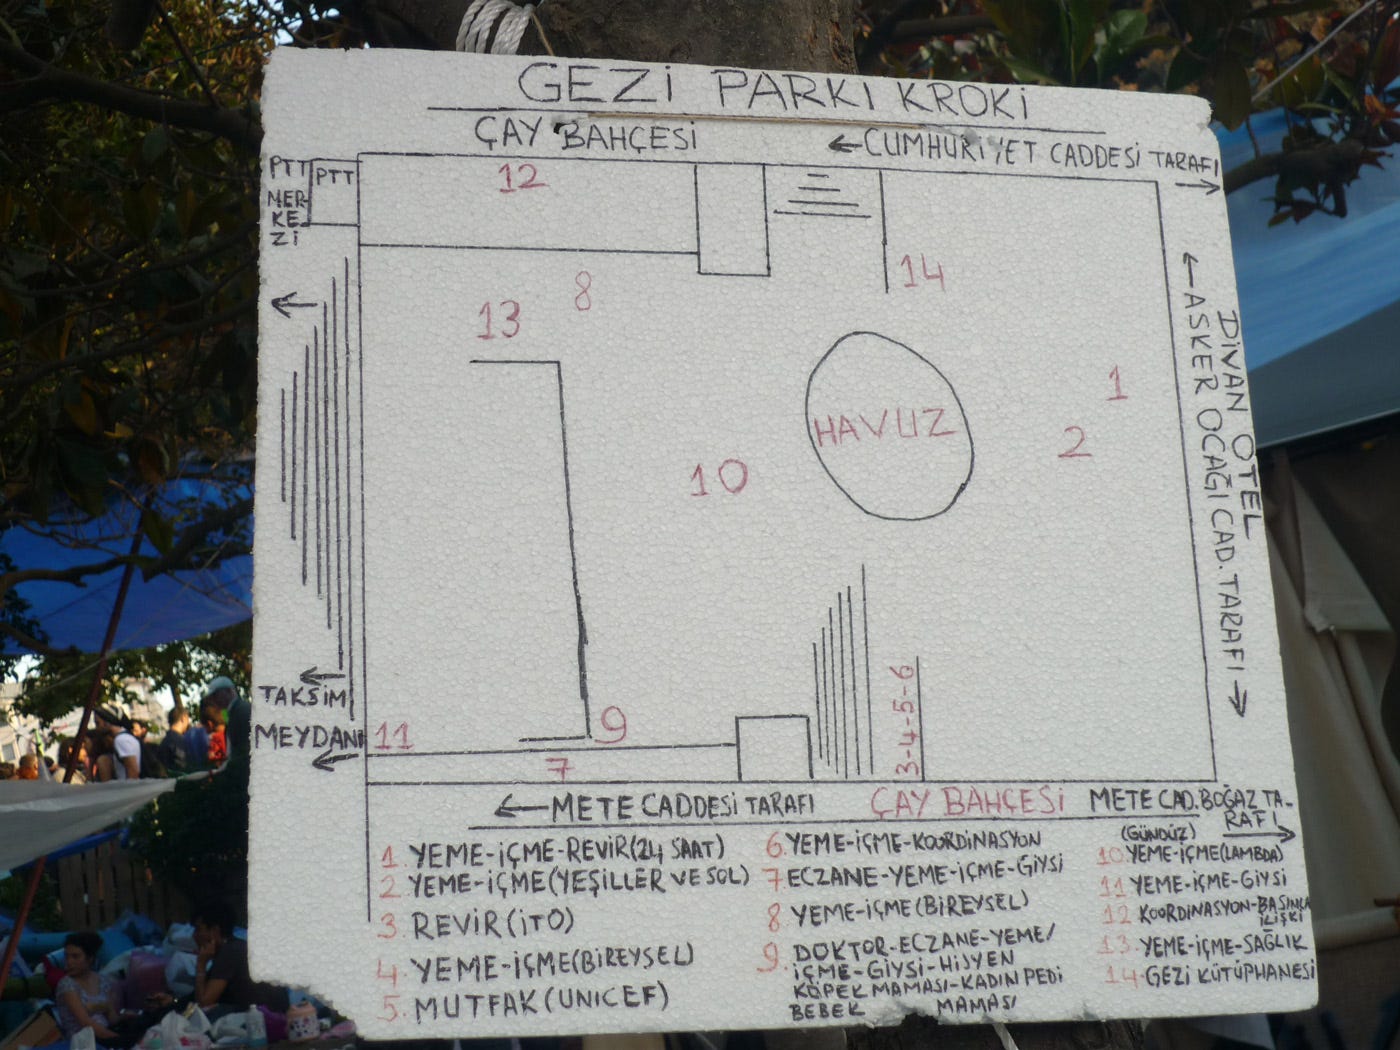 GEZİ PARKI KROKİ
ÇAY BAHÇESİ
←CUMHURİYET CADDESİ TARAFI→
PTT
MER-
KE
Zİ
PTT
12
14
8
13
←ASKER OCAĞI CAD. TARAFI→
DİVAN OTEL
1
HAVUZ
2
10
3-4-5-6
TAKSİM
MEYDANI
11
9
7
←METE CADDESİ TARAFI
ÇAY BAHÇESİ
METE CAD. BOĞAZ TA-
RAFI→
1. YEME-İÇME-REVİR(24 SAAT)
2 YEME-İÇME(YEŞİLLER VE SOL)
3. REVİR(İTO)
4 YEME-İÇME(BİREYSEL)
5. MUTFAK(UNICEF)
6. YEME-İÇME-KOORDİNASYON
7 ECZANE-YEME-İÇME-GİYSİ
8 YEME-İÇME(BİREYSEL)
9. DOKTOR-ECZANE-YEME/
İÇME-GİYSİ-HİJYEN
KÖPEK MAMASI-KADIN PEDİ
BEBEK MAMASI
(GÜNDÜZ)
10. YEME-İÇME(LAMBDA)
11 YEME-İÇME-GİYSİ
12 KOORDİNASYON-BASINLA
İLİŞKİ
13. YEME-İÇME-SAĞLIK
14. GEZİ KÜTÜPHANESİ